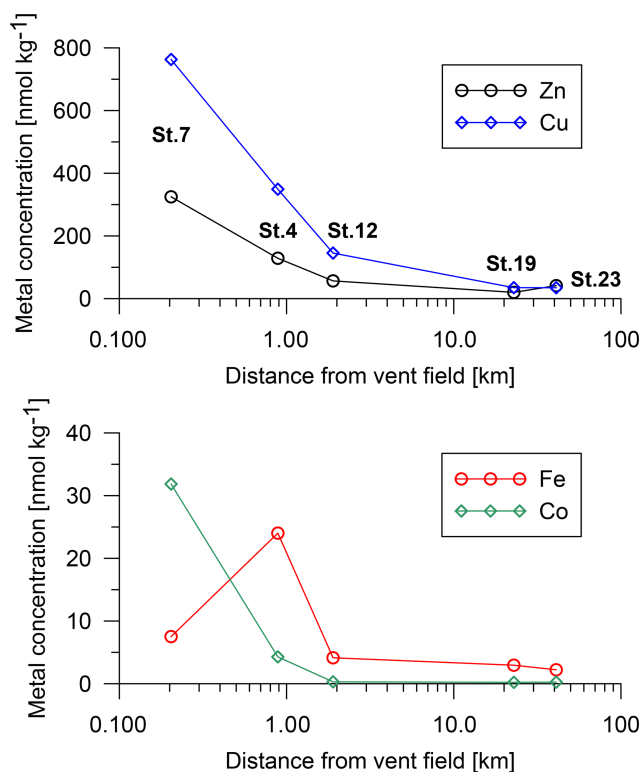 Metal concentration [nmol kg⁻¹]
800
600
400
200
0
Zn
Cu
St.7
St.4
St.12
St.19
St.23
0.100
1.00
10.0
100
Distance from vent field [km]
Metal concentration [nmol kg⁻¹]
40
30
20
10
0
Fe
Co
0.100
1.00
10.0
100
Distance from vent field [km]